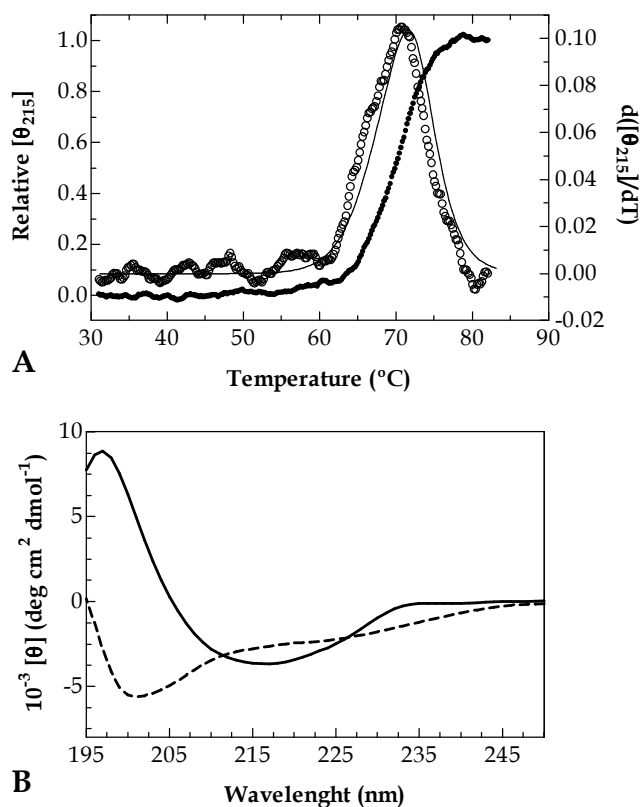 1.0
0.8
0.6
0.4
0.2
0.0
Relative [θ215]
0.10
0.08
0.06
0.04
0.02
0.00
-0.02
d([θ215]/dT)
30 40 50 60 70 80 90
Temperature (ºC)
A
10
5
0
-5
10⁻³ [θ] (deg cm² dmol⁻¹)
195 205 215 225 235 245
Wavelenght (nm)
B